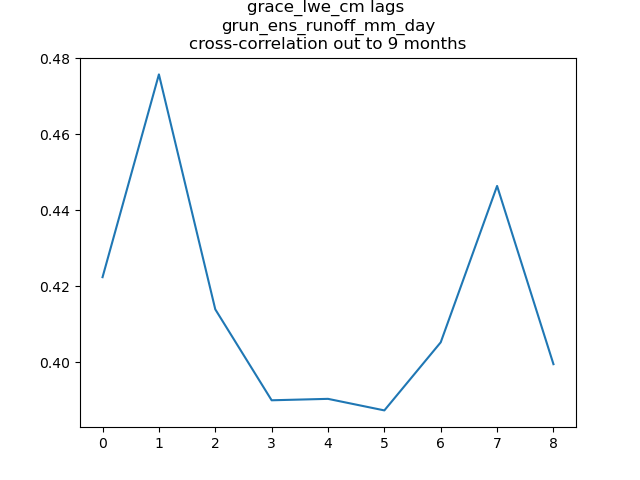 grace_lwe_cm lags
grun_ens_runoff_mm_day
cross-correlation out to 9 months
0.48
0.46
0.44
0.42
0.40
0 1 2 3 4 5 6 7 8